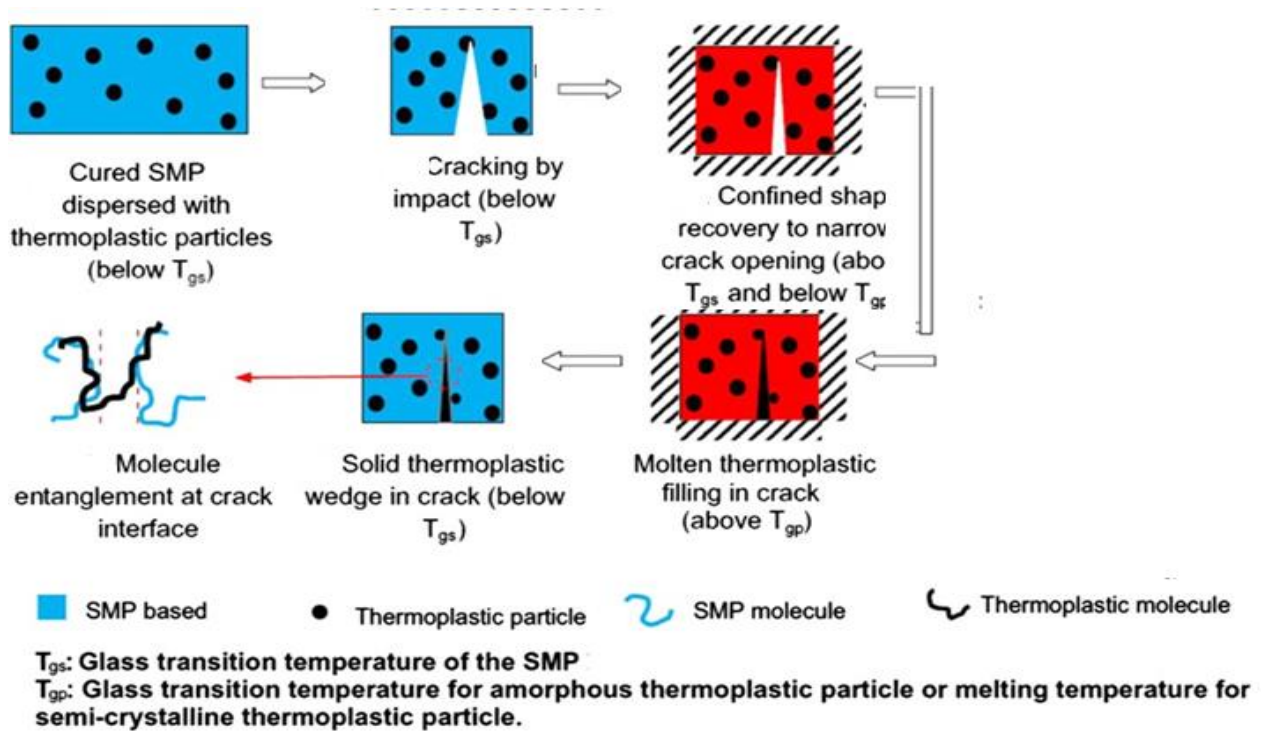 Cured SMP
dispersed with
thermoplastic particles
(below Tgs)
Cracking by
impact (below
Tgs)
Confined shap
recovery to narrow
crack opening (abo
Tgs and below Tgp
Molten thermoplastic
filling in crack
(above Tgp)
Solid thermoplastic
wedge in crack (below
Tgs)
Molecule
entanglement at crack
interface
SMP based
Thermoplastic particle
SMP molecule
Thermoplastic molecule
Tgs: Glass transition temperature of the SMP
Tgp: Glass transition temperature for amorphous thermoplastic particle or melting temperature for
semi-crystalline thermoplastic particle.